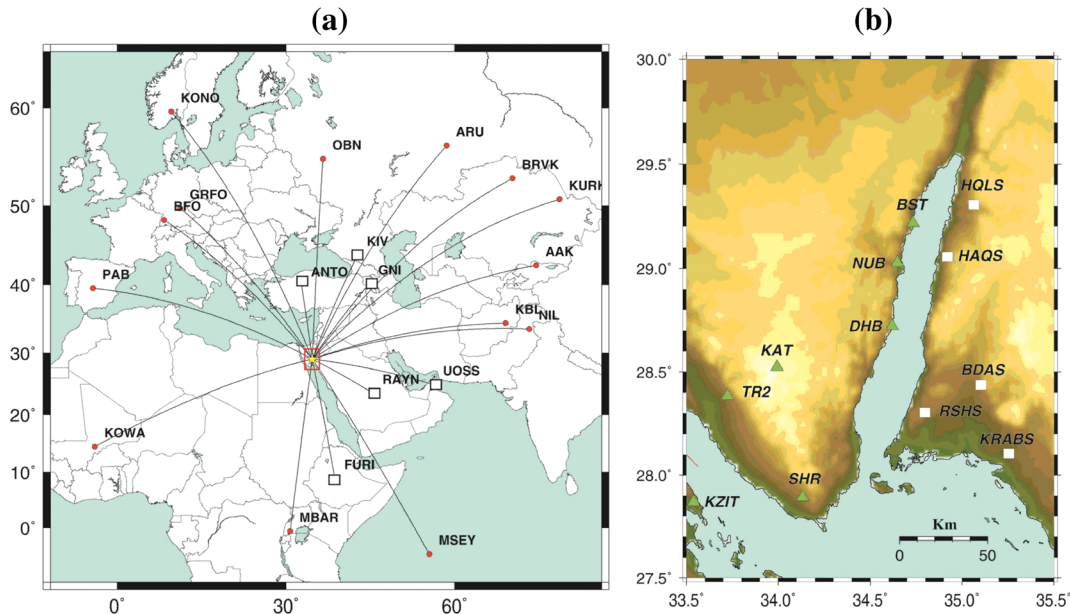 (a)
(b)
60°
50°
40°
30°
20°
10°
0°
0°
30°
60°
KONO
OBN
ARU
BRVK
KURK
GRFO
BFO
KIV
AAK
PAB
ANTO
GNI
KBL
NIL
RAYN
UOSS
KOWA
FURI
MBAR
MSEY
30.0°
29.5°
29.0°
28.5°
28.0°
27.5°
33.5
34.0°
34.5°
35.0°
35.5°
HQLS
BST
NUB
HAQS
DHB
KAT
BDAS
TR2
RSHS
KRABS
SHR
KZIT
Km
0
50